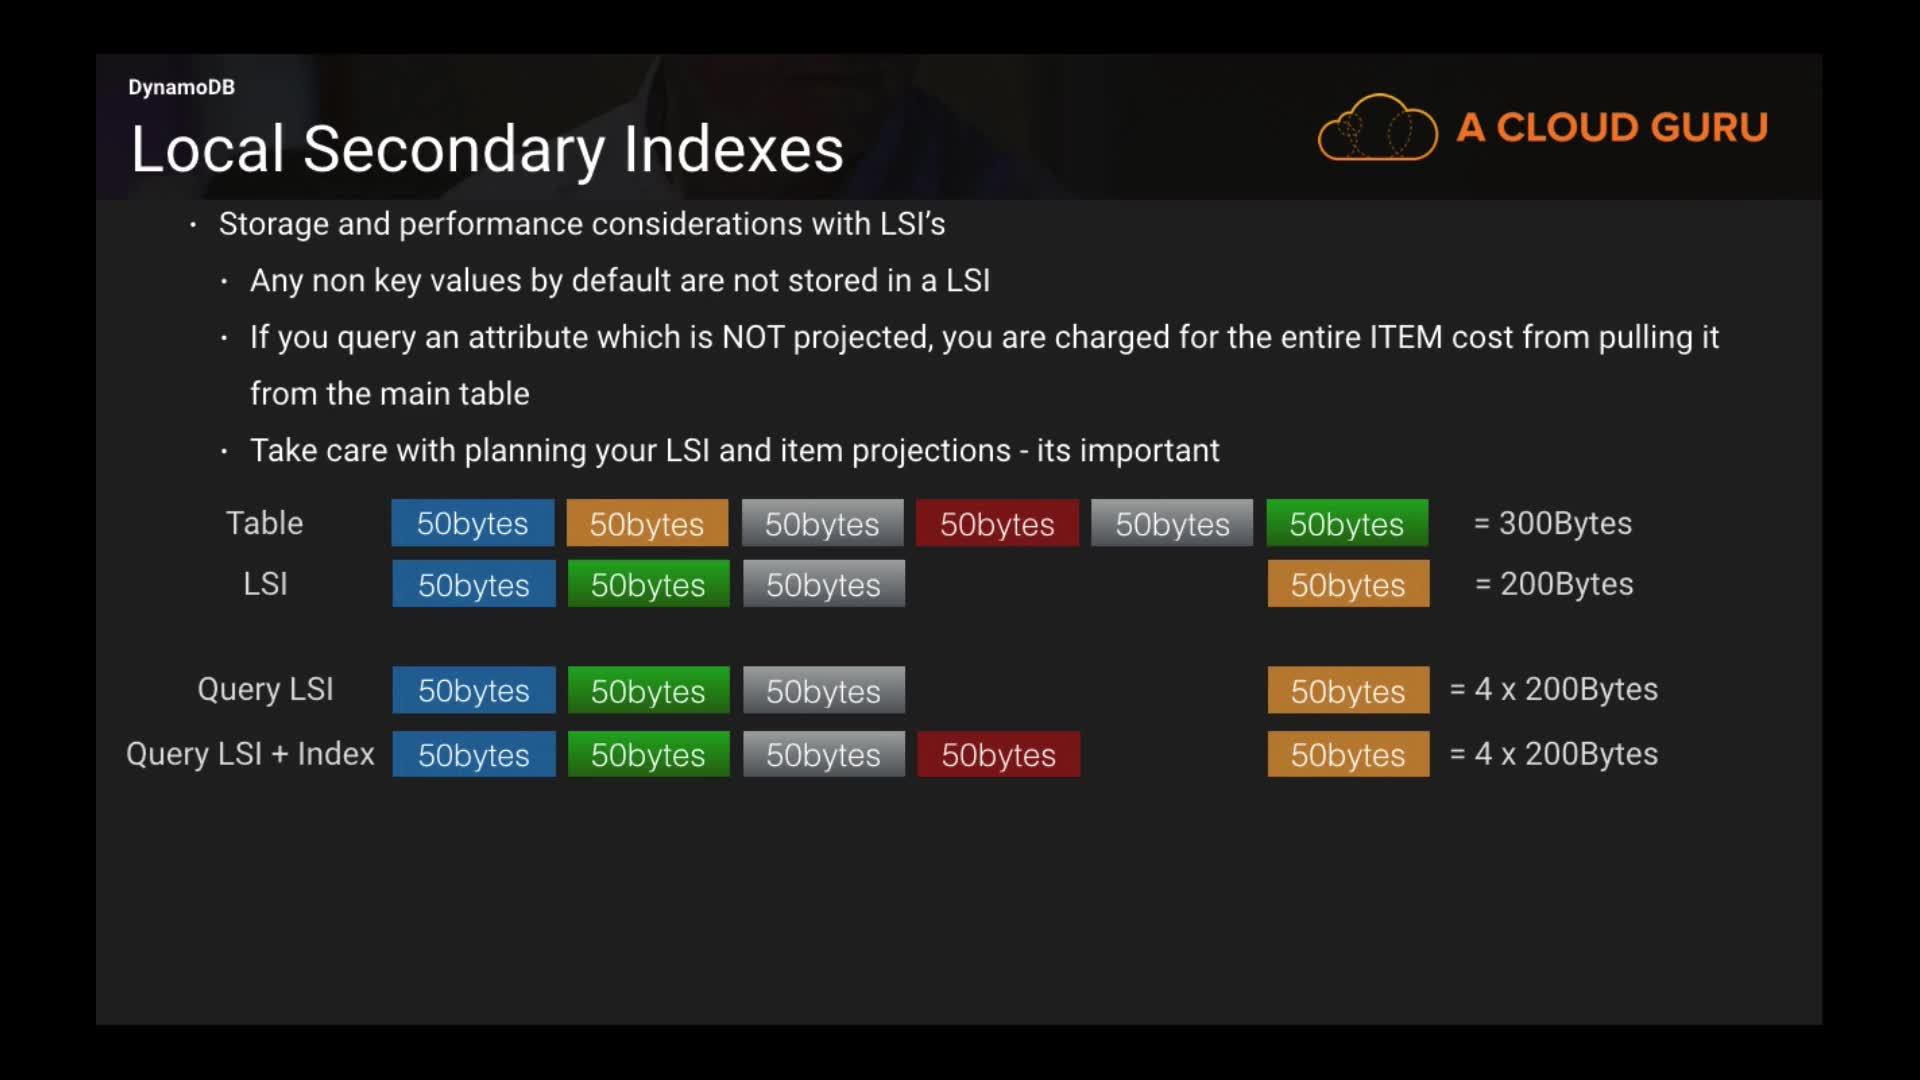 DynamoDB
Local Secondary Indexes
A CLOUD GURU
· Storage and performance considerations with LSI’s
· Any non key values by default are not stored in a LSI
· If you query an attribute which is NOT projected, you are charged for the entire ITEM cost from pulling it
from the main table
· Take care with planning your LSI and item projections - its important
Table 50bytes 50bytes 50bytes 50bytes 50bytes 50bytes = 300Bytes
LSI 50bytes 50bytes 50bytes 50bytes = 200Bytes
Query LSI 50bytes 50bytes 50bytes 50bytes = 4 x 200Bytes
Query LSI + Index 50bytes 50bytes 50bytes 50bytes 50bytes = 4 x 200Bytes